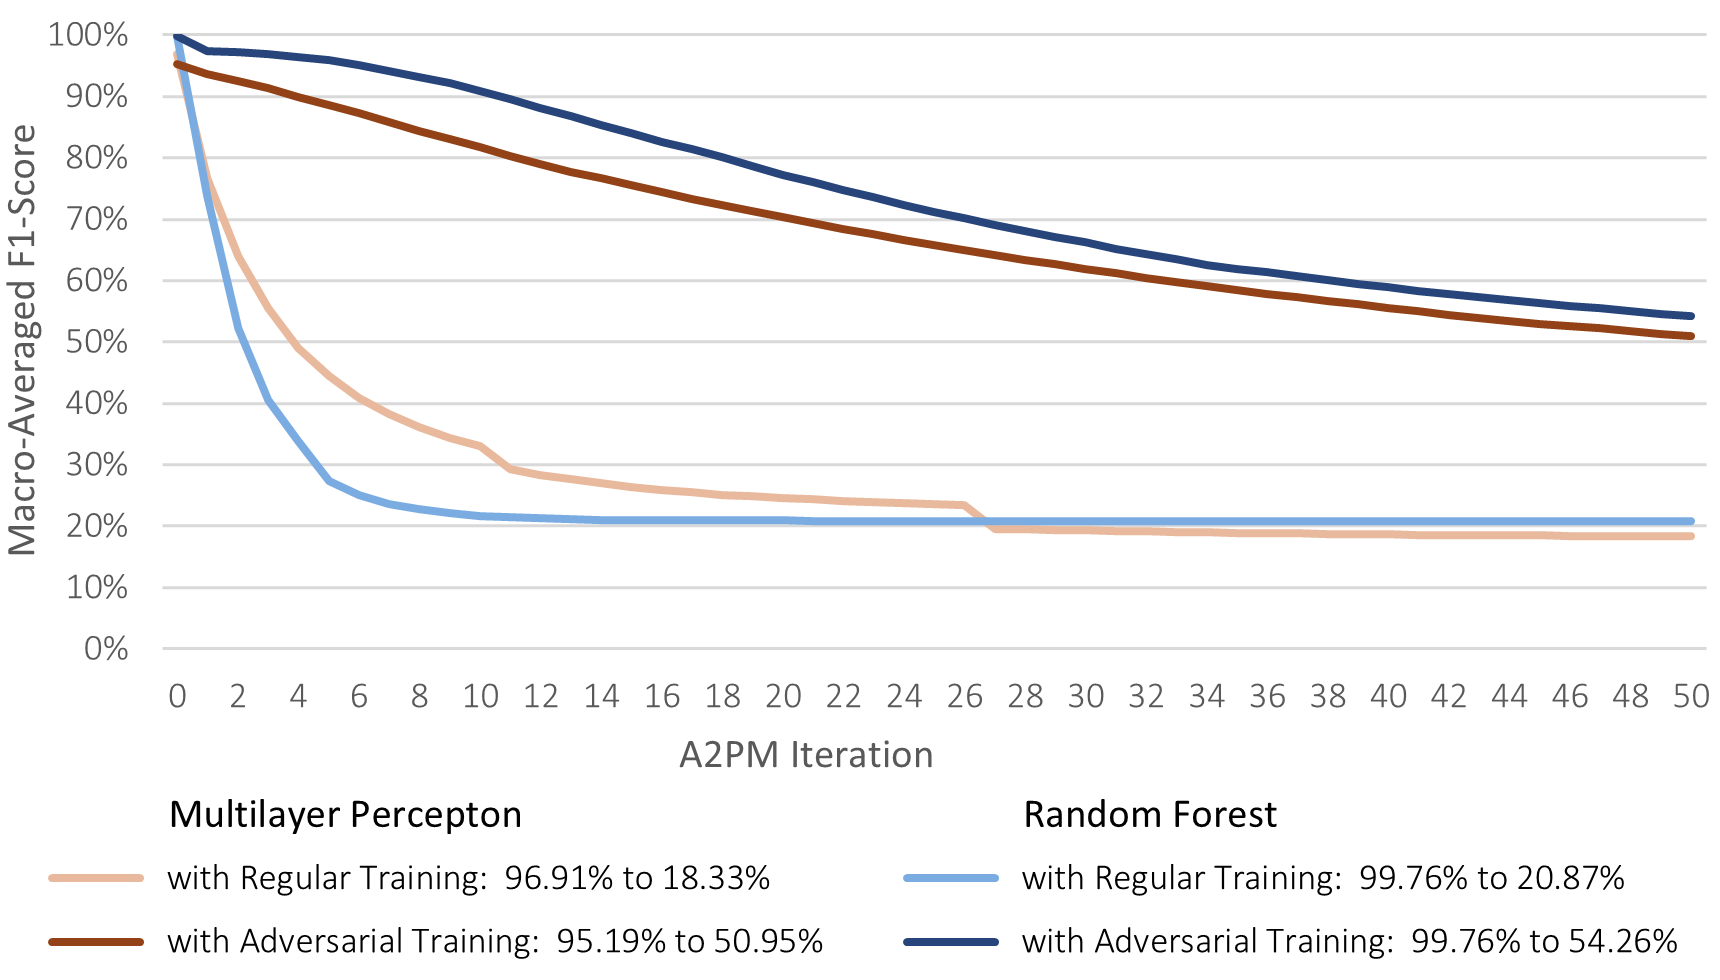 Macro-Averaged F1-Score
100%
90%
80%
70%
60%
50%
40%
30%
20%
10%
0%
0 2 4 6 8 10 12 14 16 18 20 22 24 26 28 30 32 34 36 38 40 42 44 46 48 50
A2PM Iteration
Multilayer Percepton
with Regular Training: 96.91% to 18.33%
with Adversarial Training: 95.19% to 50.95%
Random Forest
with Regular Training: 99.76% to 20.87%
with Adversarial Training: 99.76% to 54.26%